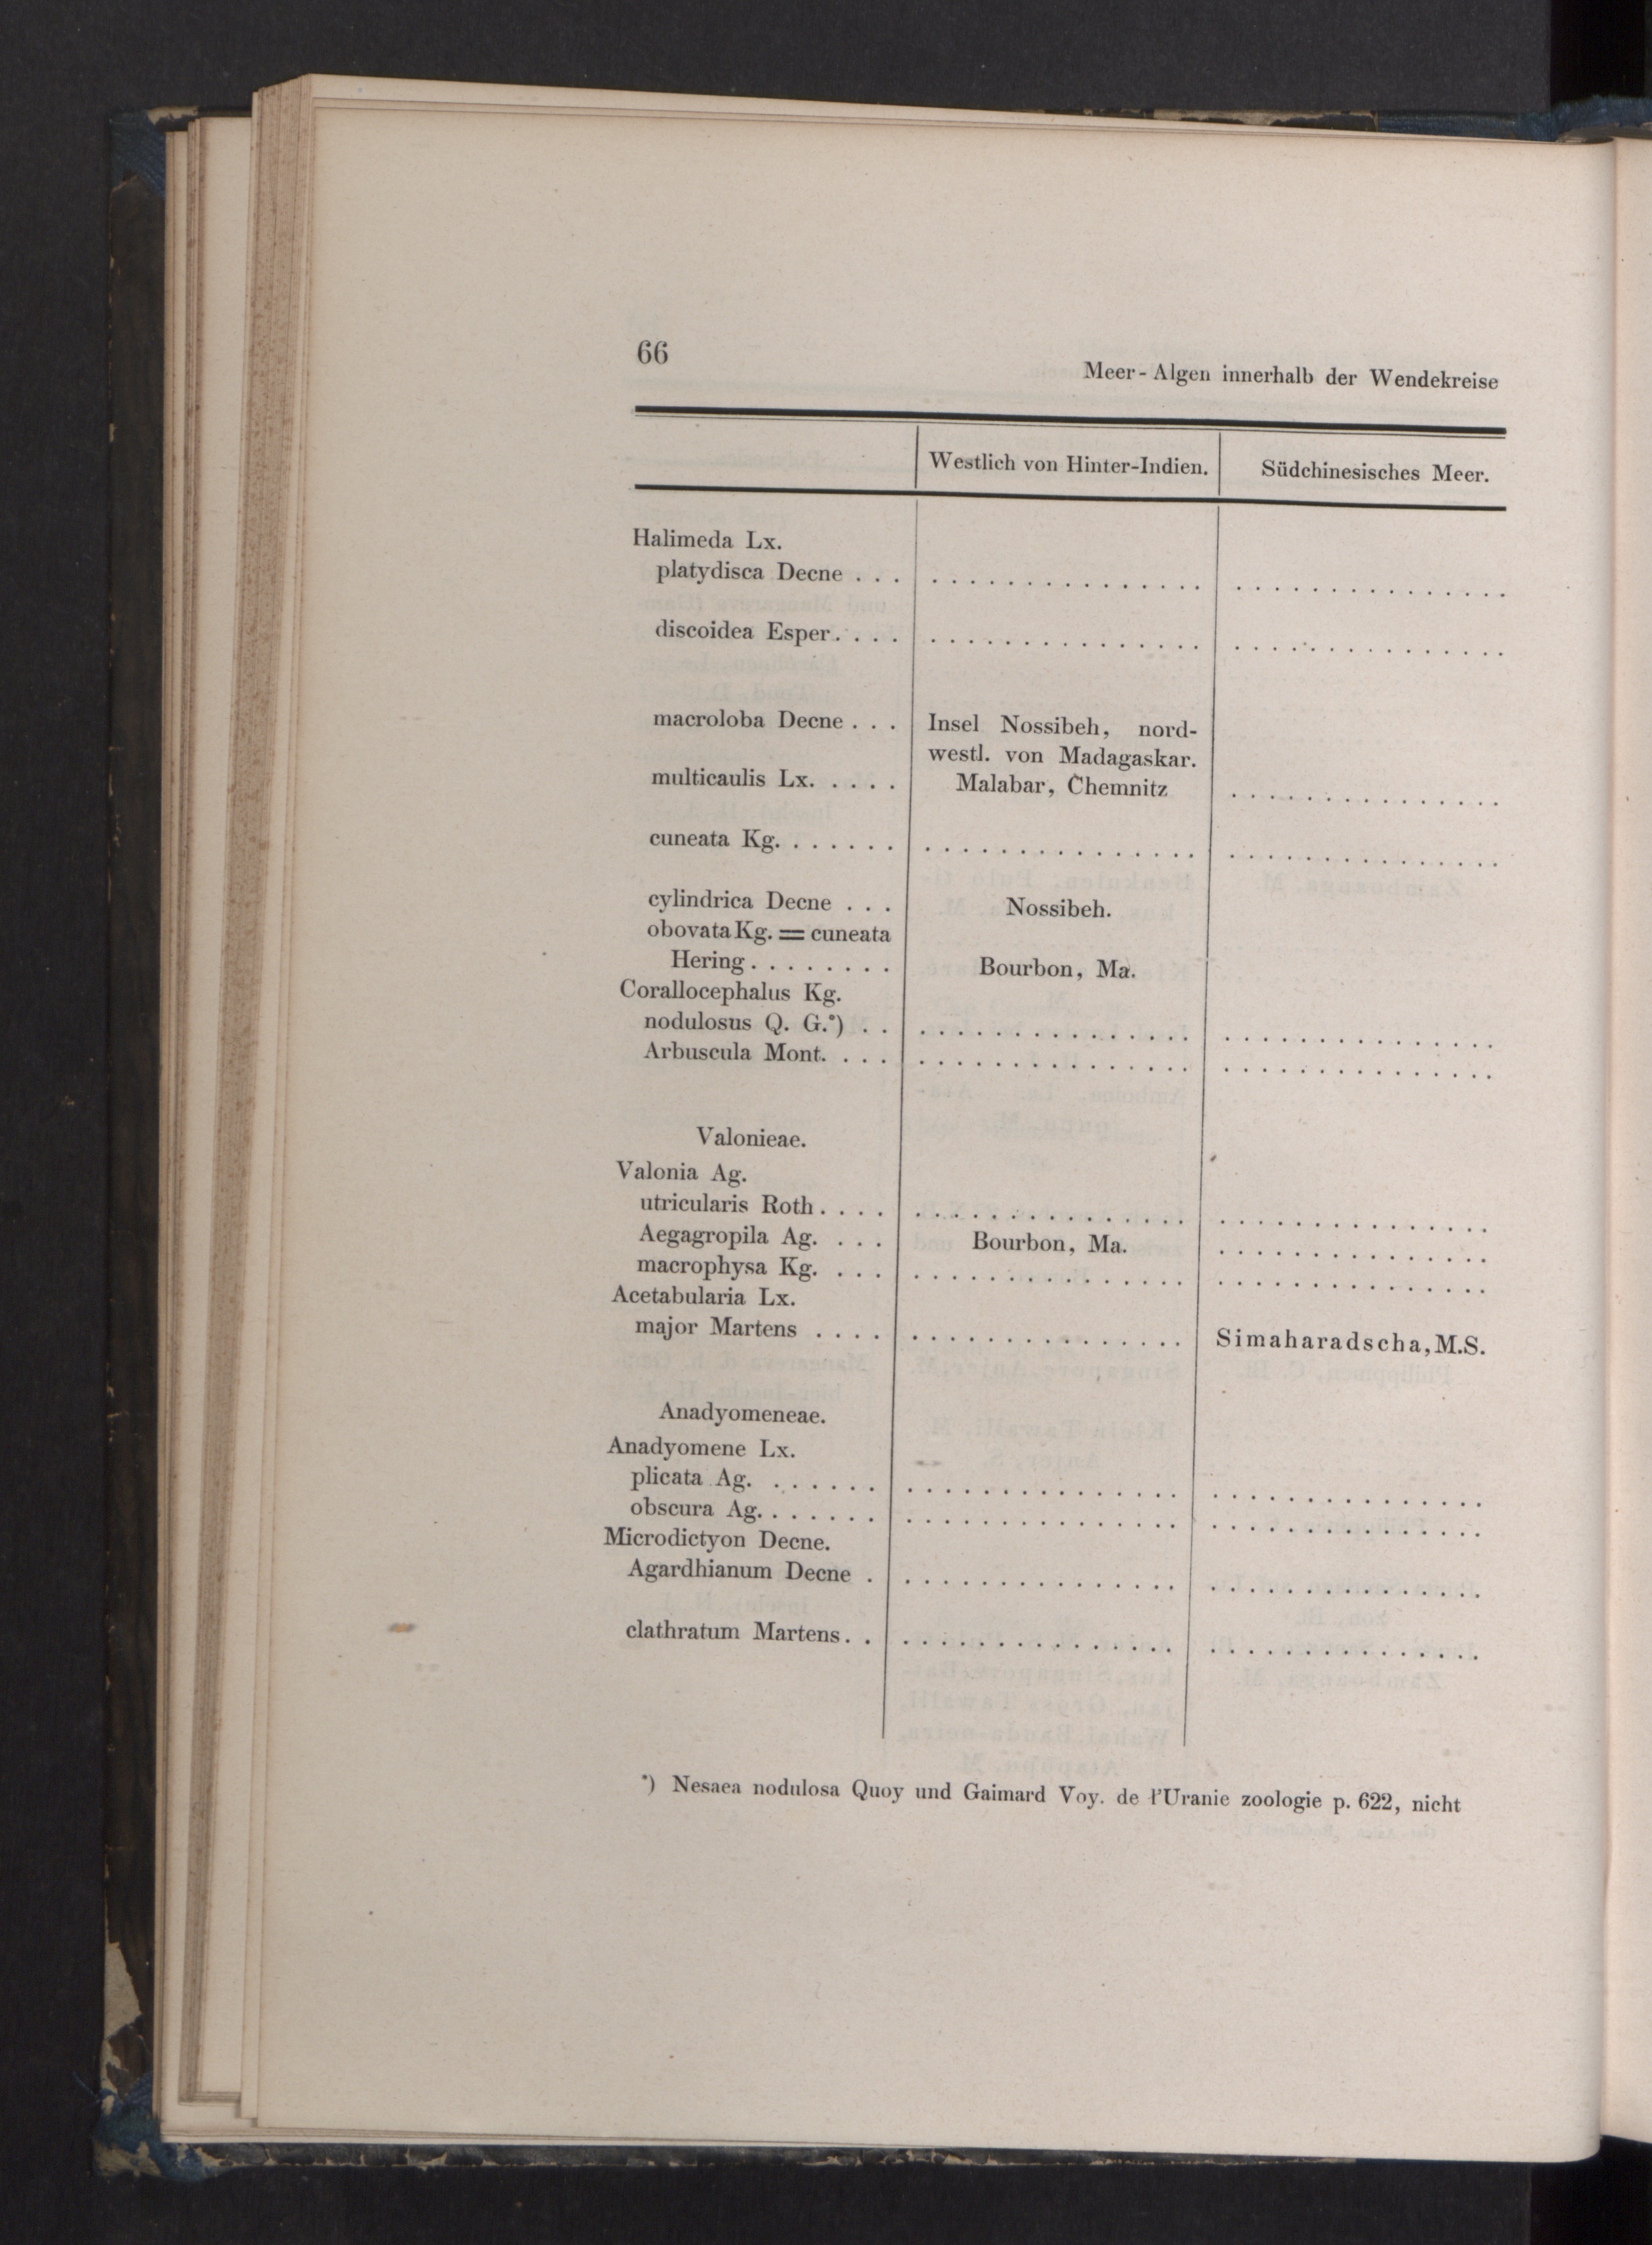 66
Meer-Algen innerhalb der Wendekreise
Westlich von Hinter-Indien. Südchinesisches Meer.
Halimeda Lx.
platydisca Decne . . . . . . . . . . . . . . . . . . . . . . . . . . . . . . . . .
discoidea Esper. . . . . . . . . . . . . . . . . . . . . . . . . . . . . . . . . .
macroloba Decne . . . Insel Nossibeh, nord-
westl. von Madagaskar.
multicaulis Lx. . . . . Malabar, Chemnitz . . . . . . . . . . . . . . .
cuneata Kg. . . . . . . . . . . . . . . . . . . . . . . . . . . . . . . . . . . . .
cylindrica Decne . . . Nossibeh.
obovata Kg. = cuneata
Hering. . . . . . . . Bourbon, Ma.
Corallocephalus Kg.
nodulosus Q. G.*) . . . . . . . . . . . . . . . . . . . . . . . . . . . . . . . .
Arbuscula Mont. . . . . . . . . . . . . . . . . . . . . . . . . . . . . . . . . .
Valonieae.
Valonia Ag.
utricularis Roth. . . . . . . . . . . . . . . . . . . . . . . . . . . . . . . . . .
Aegagropila Ag. . . . Bourbon, Ma. . . . . . . . . . . . . . . .
macrophysa Kg. . . . . . . . . . . . . . . . . . . . . . . . . . . . . . . . . .
Acetabularia Lx.
major Martens . . . . . . . . . . . . . . . . . . . Simaharadscha, M.S.
Anadyomeneae.
Anadyomene Lx.
plicata Ag. . . . . . . . . . . . . . . . . . . . . . . . . . . . . . . . . . . . .
obscura Ag. . . . . . . . . . . . . . . . . . . . . . . . . . . . . . . . . . . . .
Microdictyon Decne.
Agardhianum Decne . . . . . . . . . . . . . . . . . . . . . . . . . . . . . . .
clathratum Martens. . . . . . . . . . . . . . . . . . . . . . . . . . . . . . . .
*) Nesaea nodulosa Quoy und Gaimard Voy. de l'Uranie zoologie p. 622, nicht